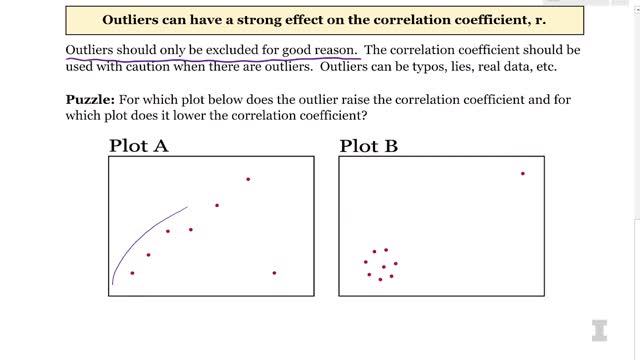 Outliers can have a strong effect on the correlation coefficient, r.
Outliers should only be excluded for good reason. The correlation coefficient should be
used with caution when there are outliers. Outliers can be typos, lies, real data, etc.
Puzzle: For which plot below does the outlier raise the correlation coefficient and for
which plot does it lower the correlation coefficient?
Plot A
Plot B
I